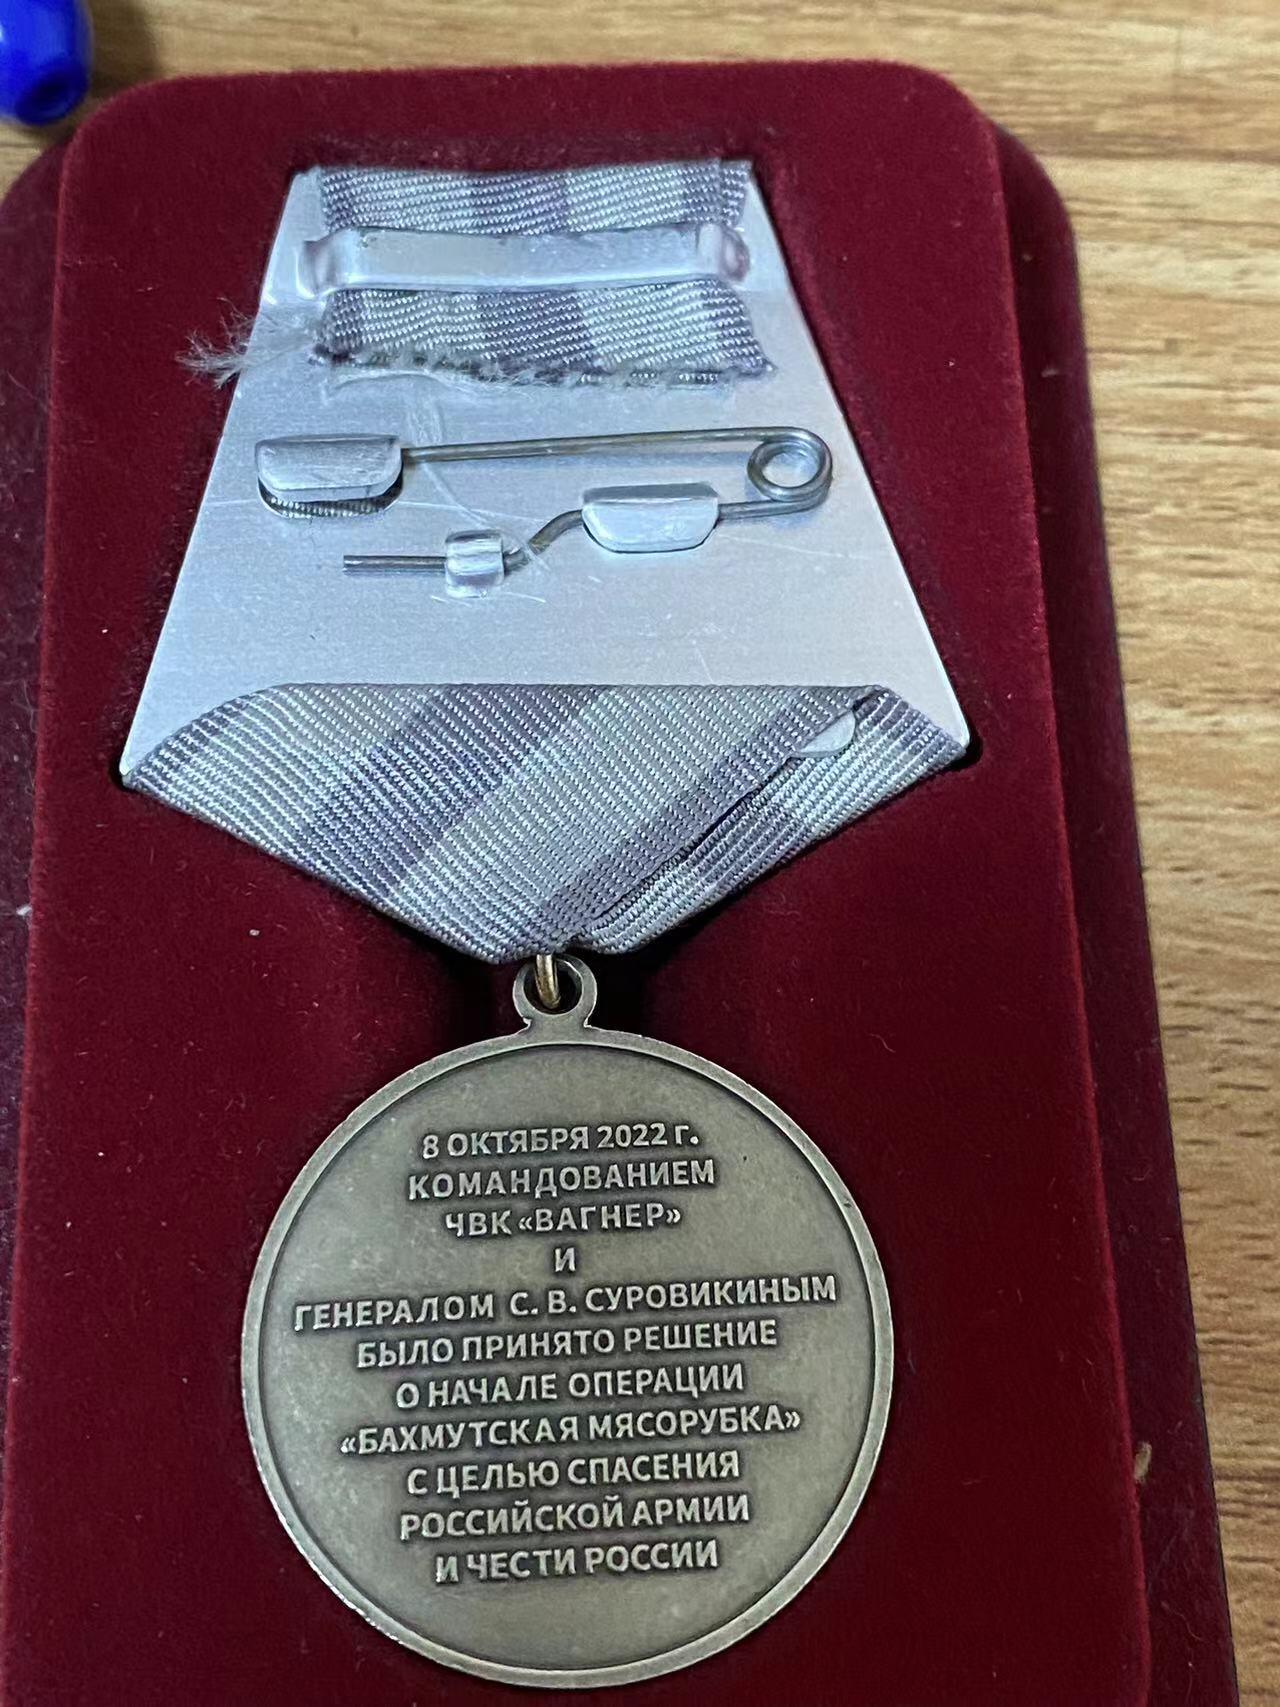 8 ОКТЯБРЯ 2022 г.
КОМАНДОВАНИЕМ
ЧВК «ВАГНЕР»
И
ГЕНЕРАЛОМ С. В. СУРОВИКИНЫМ
БЫЛО ПРИНЯТО РЕШЕНИЕ
О НАЧАЛЕ ОПЕРАЦИИ
«БАХМУТСКАЯ МЯСОРУБКА»
С ЦЕЛЬЮ СПАСЕНИЯ
РОССИЙСКОЙ АРМИИ
И ЧЕСТИ РОССИИ